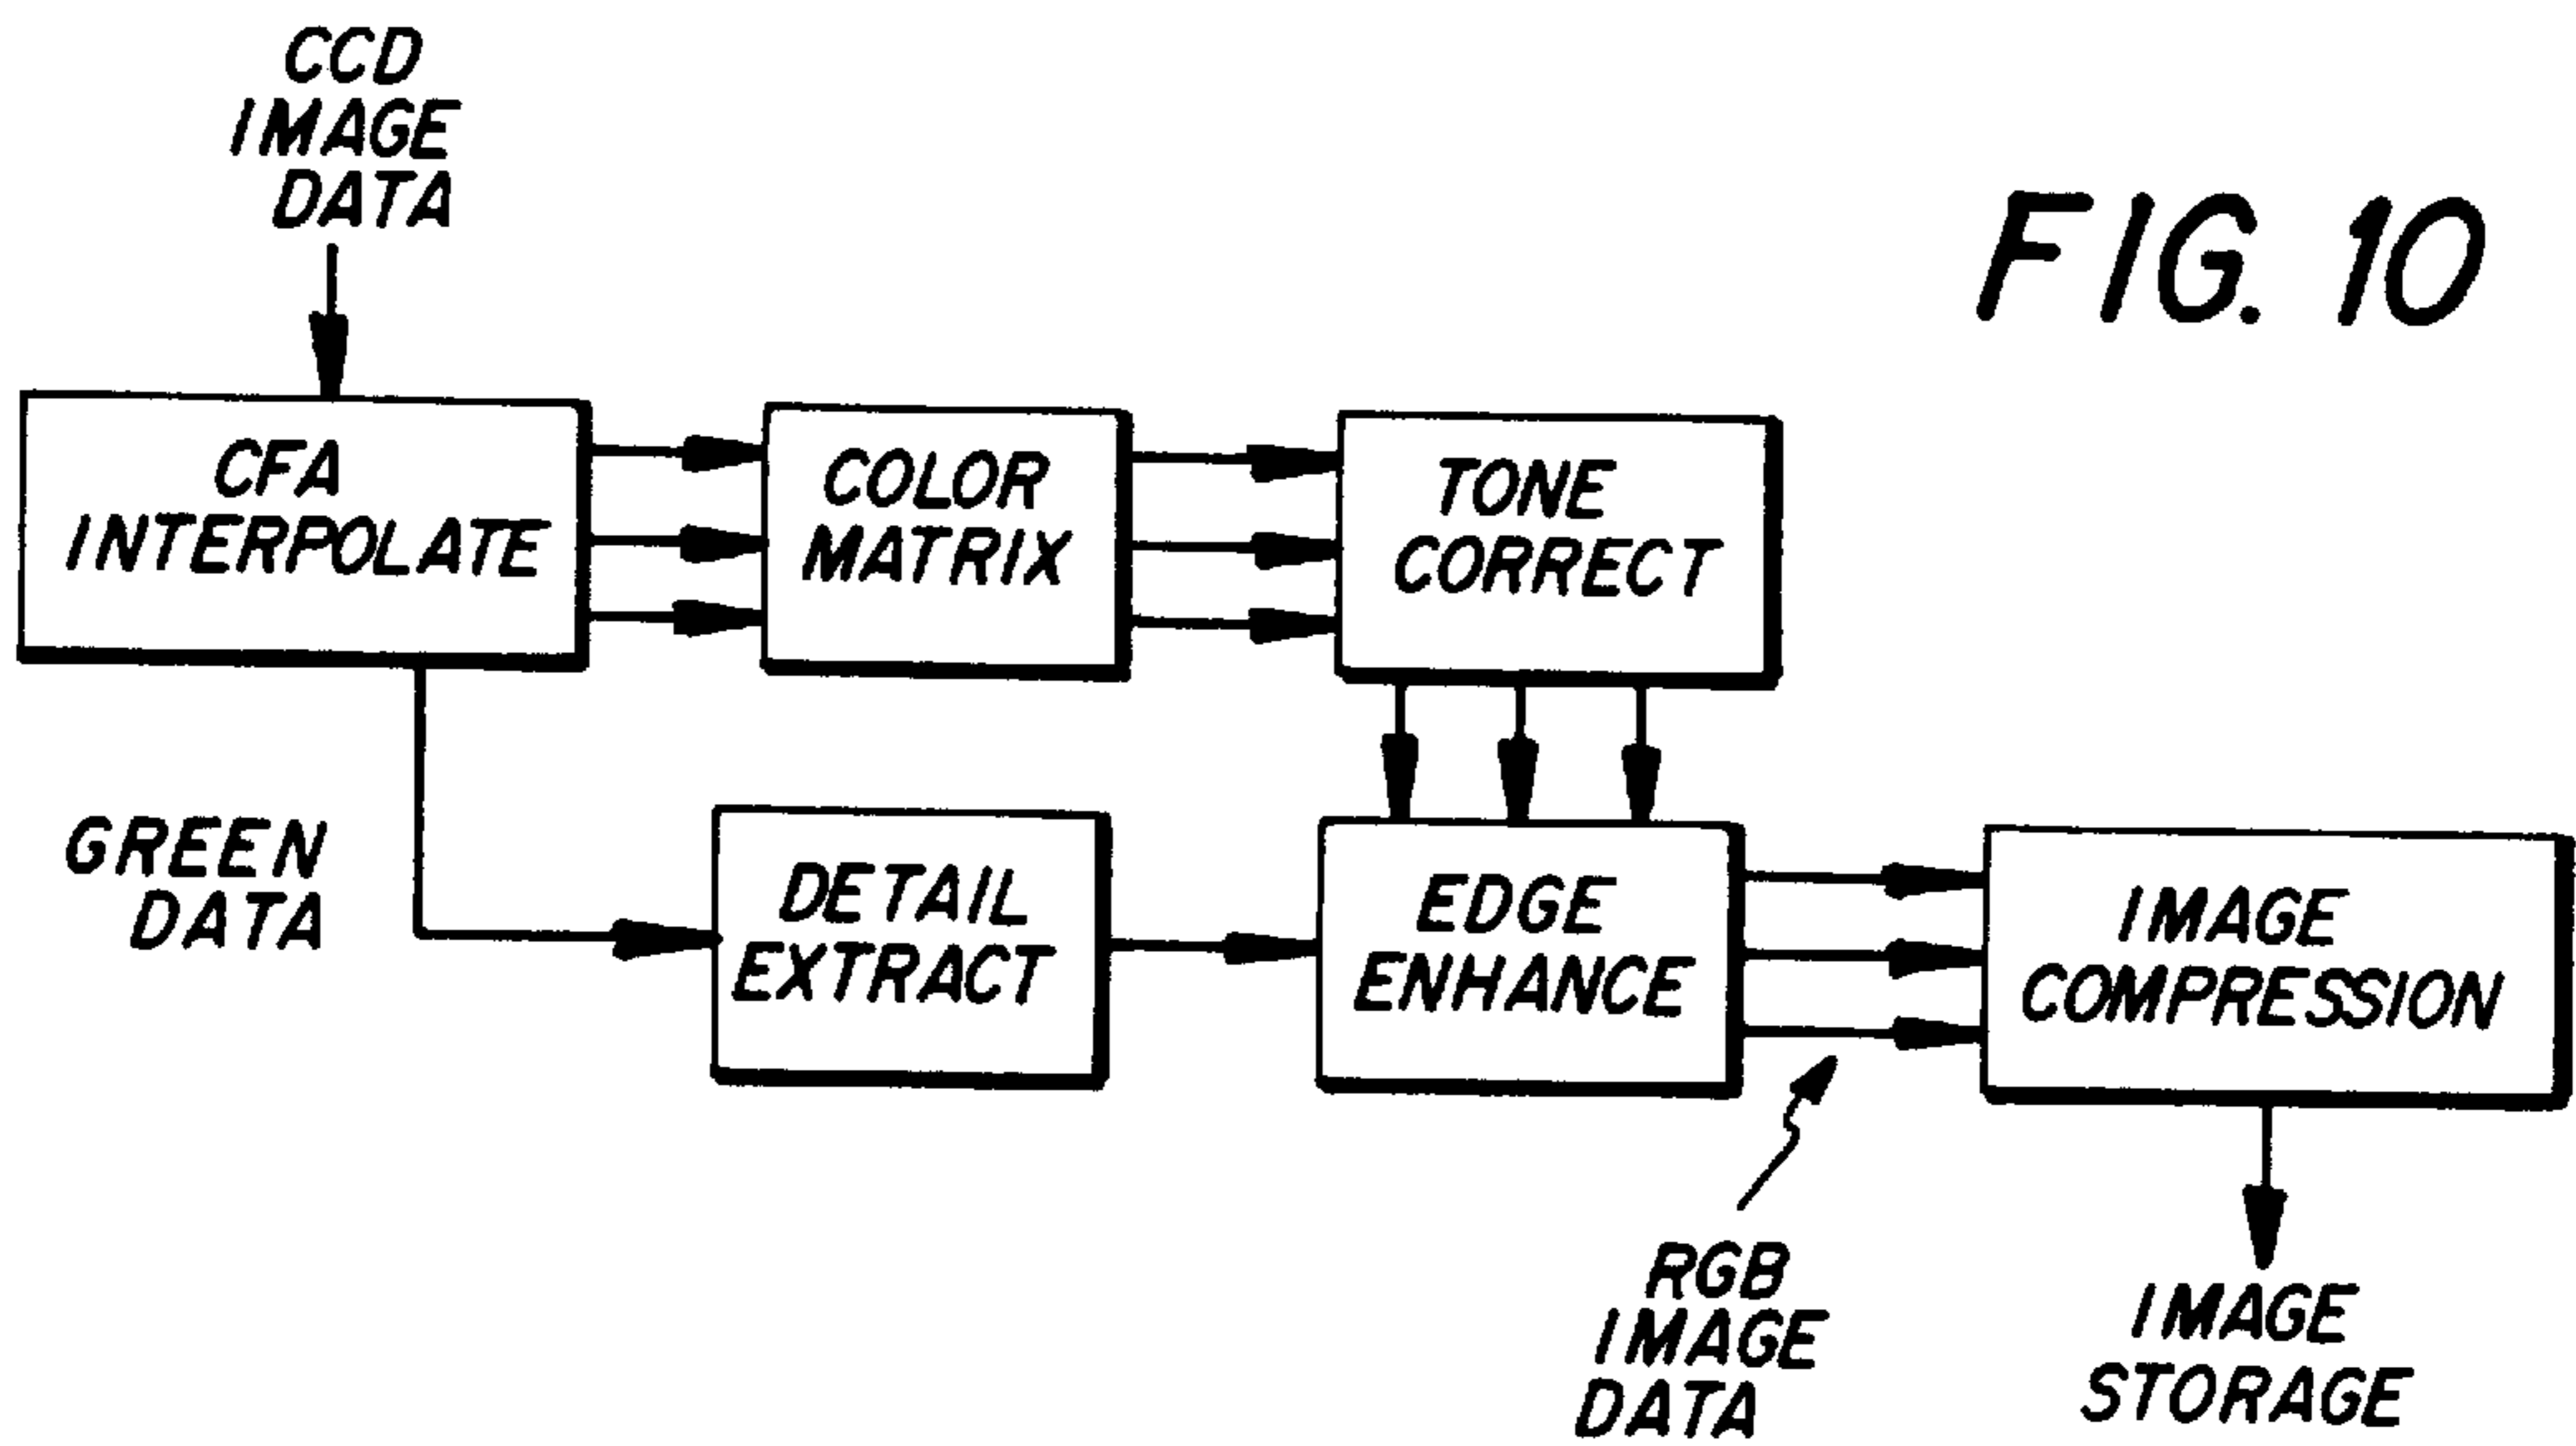 CCD
IMAGE
DATA
FIG. 10
CFA
INTERPOLATE
COLOR
MATRIX
TONE
CORRECT
GREEN
DATA
DETAIL
EXTRACT
EDGE
ENHANCE
IMAGE
COMPRESSION
RGB
IMAGE
DATA
IMAGE
STORAGE